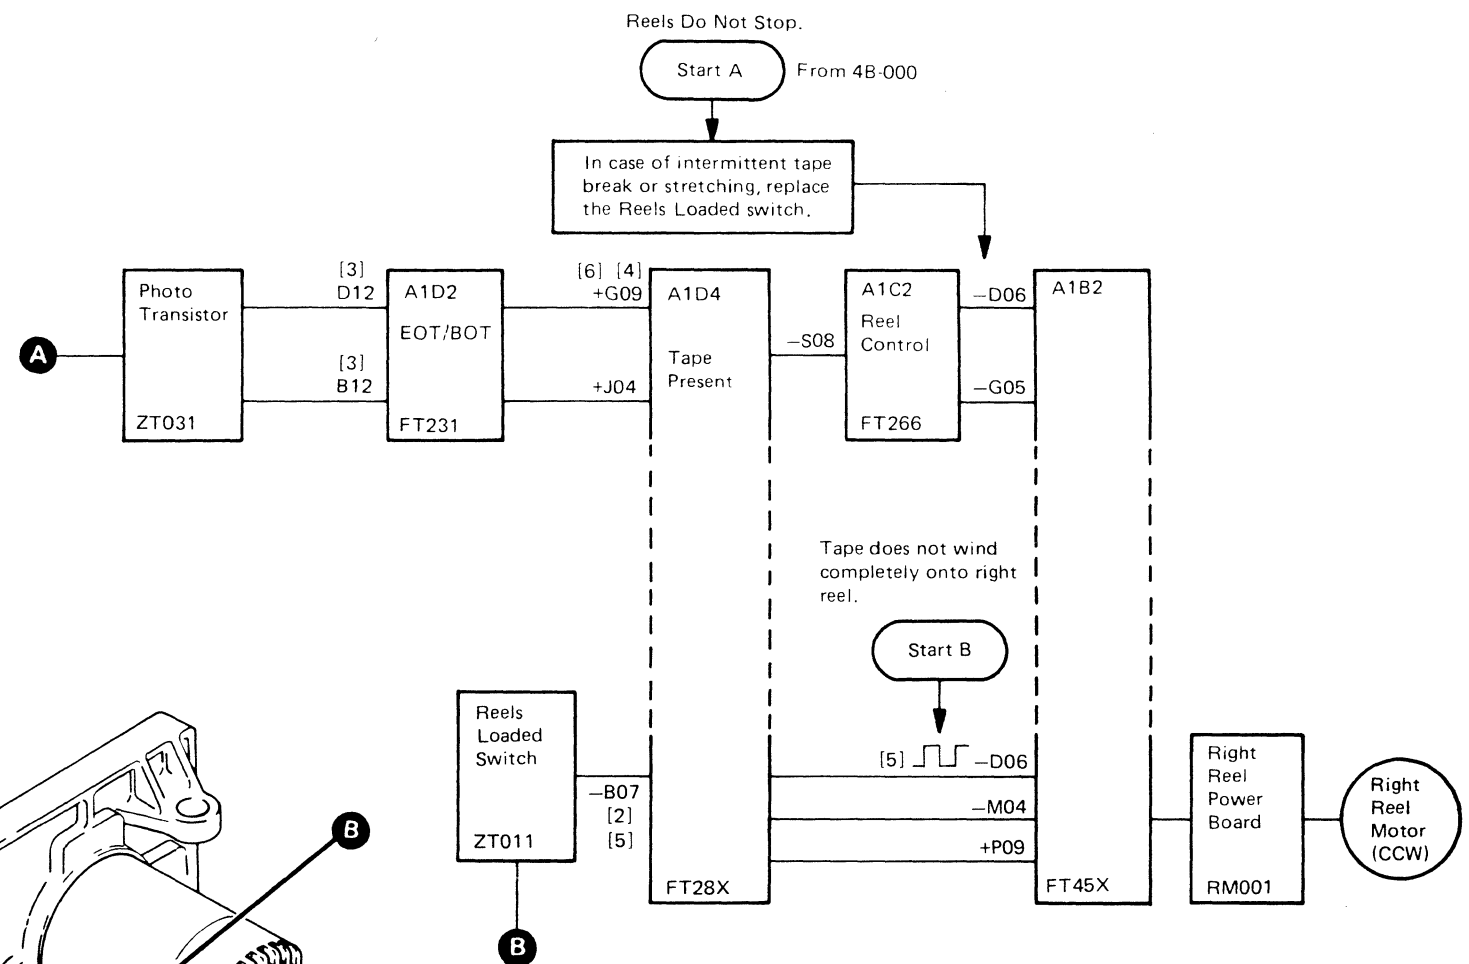 Reels Do Not Stop.
Start A
From 4B-000
In case of intermittent tape
break or stretching, replace
the Reels Loaded switch.
Photo
Transistor
ZT031
A
[3]
D12
[3]
B12
A1D2
EOT/BOT
FT231
[6] [4]
+G09
+J04
A1D4
Tape
Present
FT28X
—S08
A1C2
Reel
Control
FT266
—D06
—G05
A1B2
FT45X
Tape does not wind
completely onto right
reel.
Start B
Reels
Loaded
Switch
ZT011
—B07
[2]
[5]
B
B
[5] —D06
—M04
+P09
Right
Reel
Power
Board
RM001
Right
Reel
Motor
(CCW)